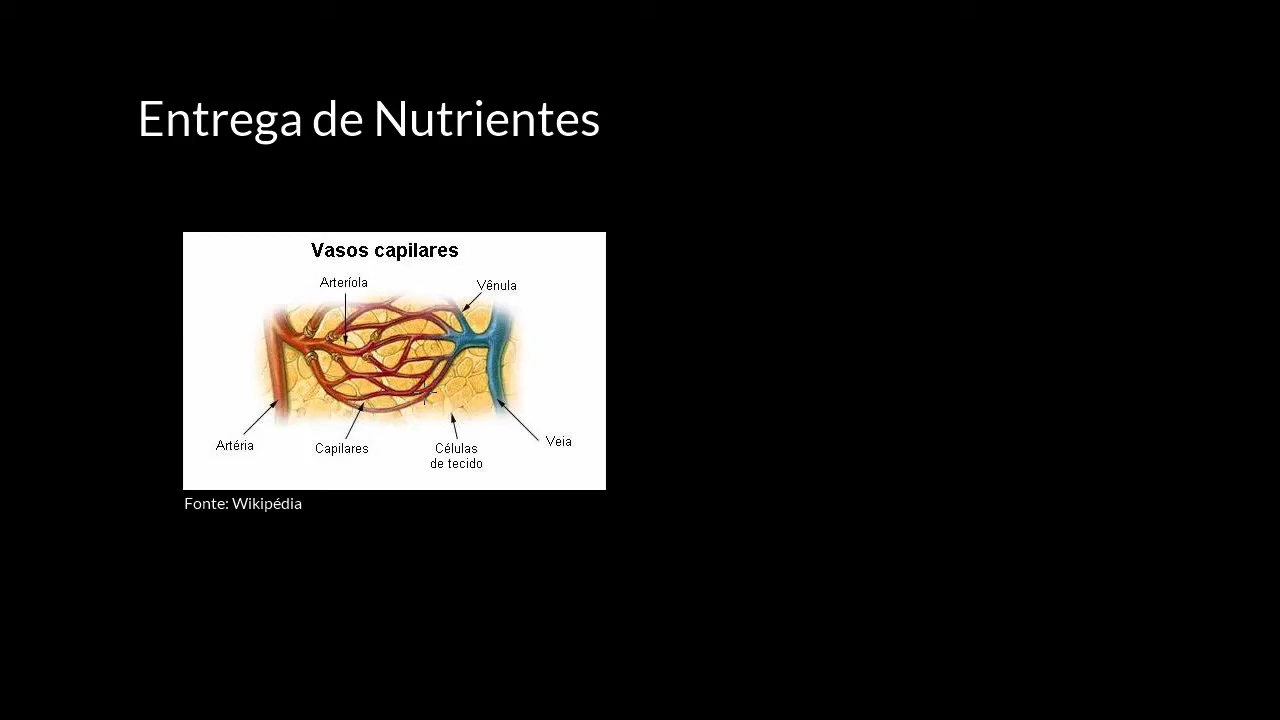 Entrega de Nutrientes
Vasos capilares
Arteríola
Vênula
Artéria
Capilares
Células
de tecido
Veia
Fonte: Wikipédia